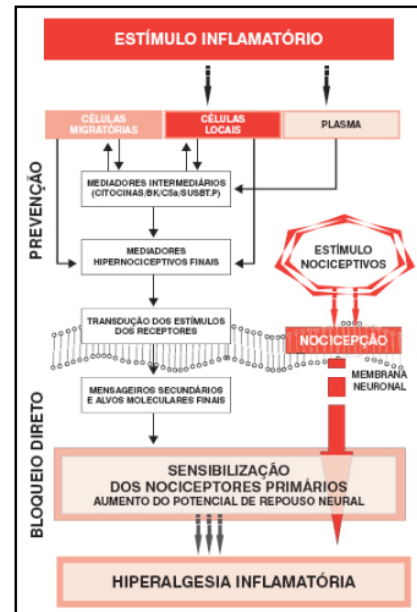 ESTÍMULO INFLAMATÓRIO
CÉLULAS
MIGRATÓRIAS
CÉLULAS
LOCAIS
PLASMA
MEDIADORES INTERMEDIÁRIOS
(CITOCINAS/BK/C5a/SUSBT.P)
MEDIADORES
HIPERNOCICEPTIVOS FINAIS
TRANSDUÇÃO DOS ESTÍMULOS
DOS RECEPTORES
MENSAGEIROS SECUNDÁRIOS
E ALVOS MOLECULARES FINAIS
ESTÍMULO
NOCICEPTIVOS
NOCICEPÇÃO
MEMBRANA
NEURONAL
SENSIBILIZAÇÃO
DOS NOCICEPTORES PRIMÁRIOS
AUMENTO DO POTENCIAL DE REPOUSO NEURAL
HIPERALGESIA INFLAMATÓRIA
PREVENÇÃO
BLOQUEIO DIRETO